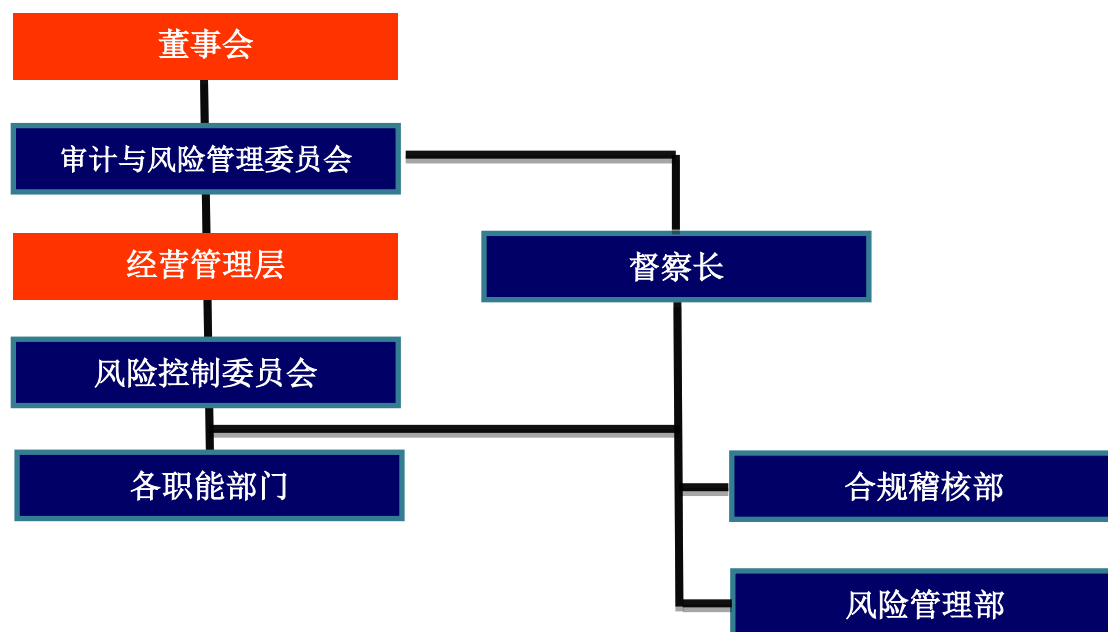 董事会
审计与风险管理委员会
经营管理层
督察长
风险控制委员会
各职能部门
合规稽核部
风险管理部